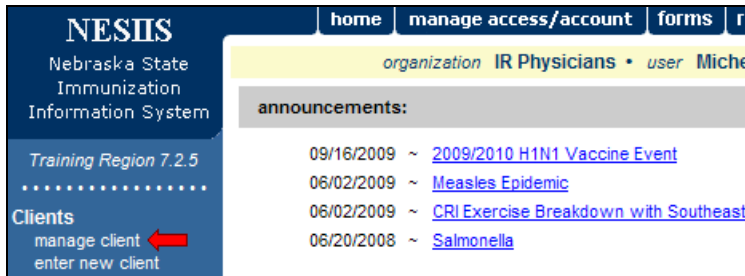 NESIIS
Nebraska State
Immunization
Information System
home manage access/account forms
organization IR Physicians • user
announcements:
Training Region 7.2.5
09/16/2009 ~ 2009/2010 H1N1 Vaccine Event
06/02/2009 ~ Measles Epidemic
06/02/2009 ~ CRI Exercise Breakdown with Southeast
06/20/2008 ~ Salmonella
Clients
manage client
enter new client